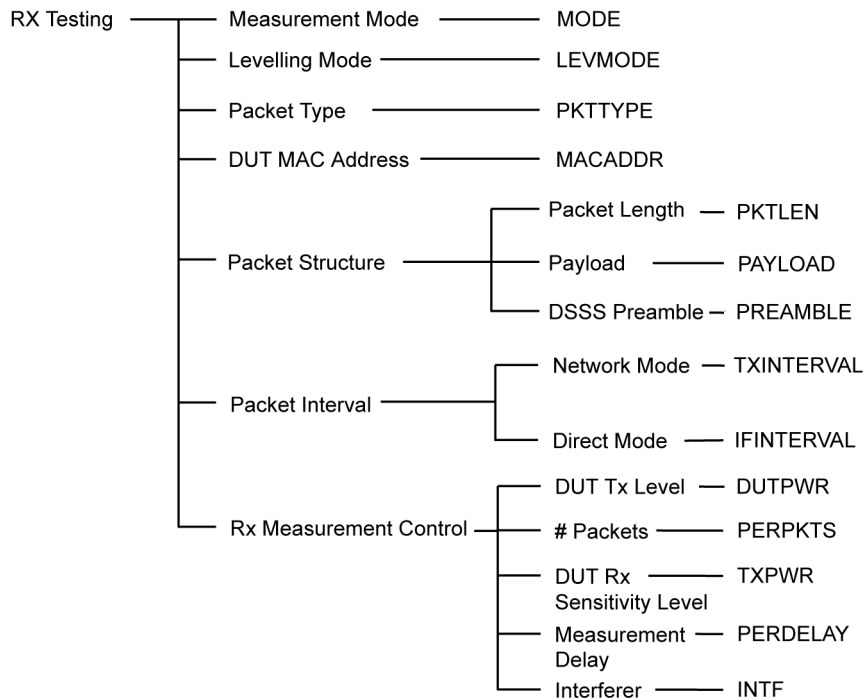 RX Testing
Measurement Mode
MODE
Levelling Mode
LEVMODE
Packet Type
PKTTYPE
DUT MAC Address
MACADDR
Packet Structure
Packet Length
PKTLEN
Payload
PAYLOAD
DSSS Preamble
PREAMBLE
Packet Interval
Network Mode
TXINTERVAL
Direct Mode
IFINTERVAL
Rx Measurement Control
DUT Tx Level
DUTPWR
# Packets
PERPKTS
DUT Rx
Sensitivity Level
TXPWR
Measurement
Delay
PERDELAY
Interferer
INTF